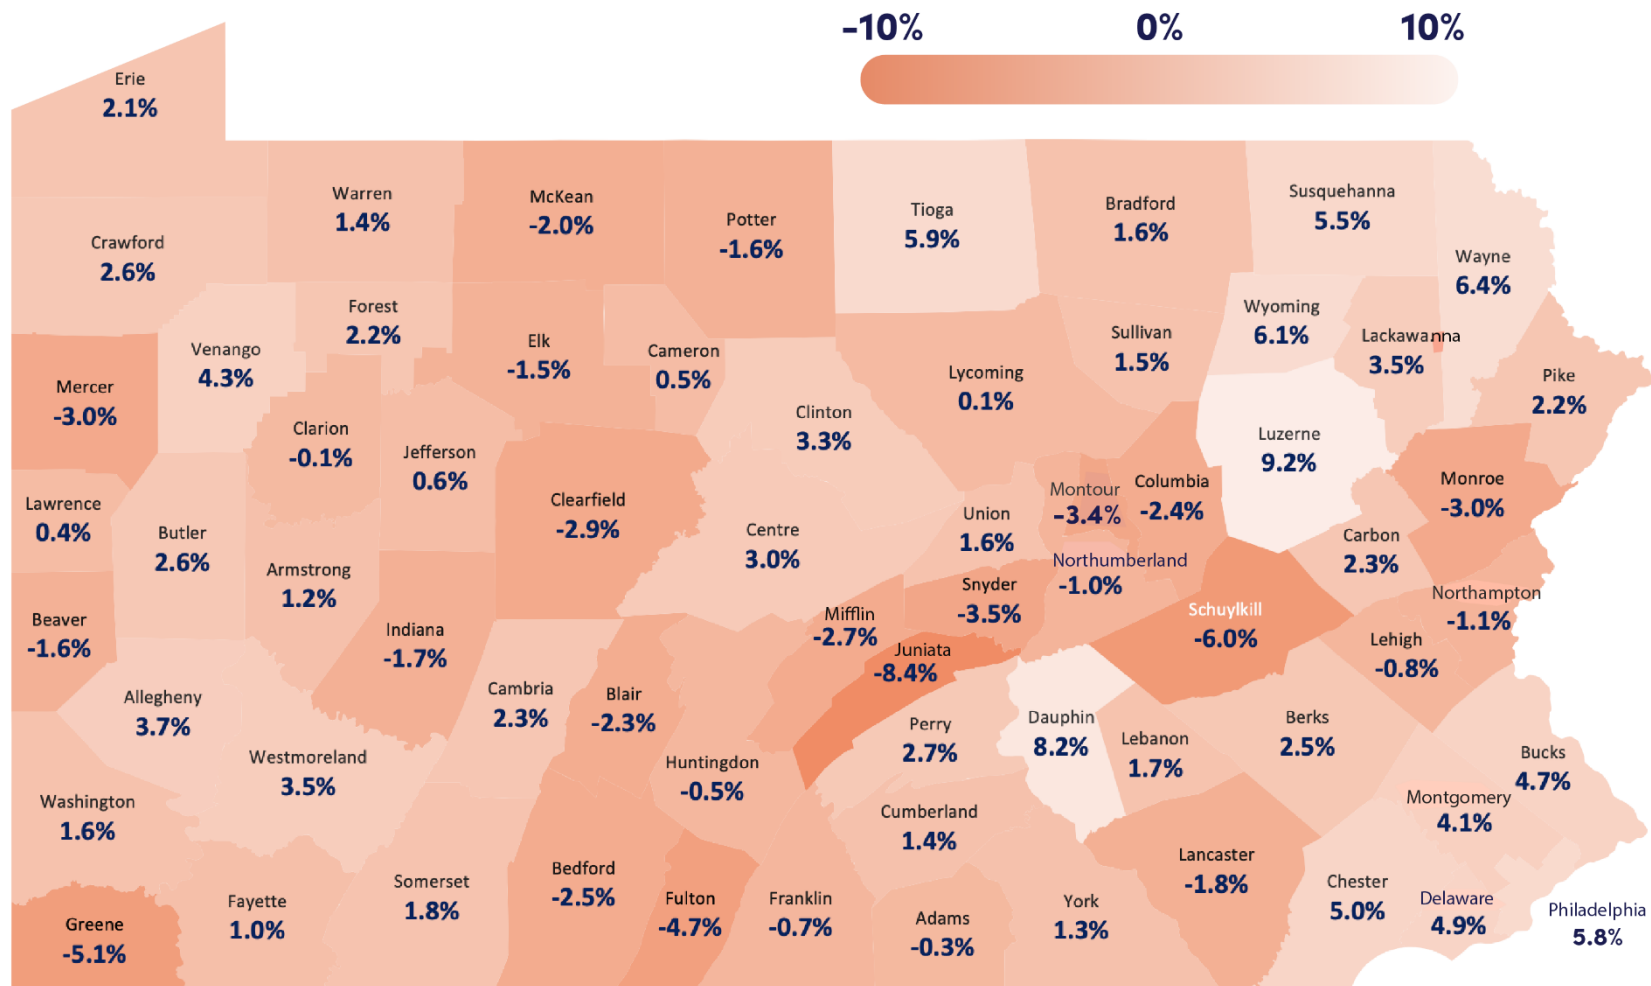 -10%
0%
10%
Erie
2.1%
Warren
1.4%
McKean
-2.0%
Potter
-1.6%
Tioga
5.9%
Bradford
1.6%
Susquehanna
5.5%
Wayne
6.4%
Crawford
2.6%
Forest
2.2%
Venango
4.3%
Elk
-1.5%
Cameron
0.5%
Sullivan
1.5%
Wyoming
6.1%
Lackawanna
3.5%
Mercer
-3.0%
Clarion
-0.1%
Jefferson
0.6%
Clinton
3.3%
Lycoming
0.1%
Luzerne
9.2%
Pike
2.2%
Lawrence
0.4%
Butler
2.6%
Clearfield
-2.9%
Centre
3.0%
Union
1.6%
Montour
-3.4%
Columbia
-2.4%
Monroe
-3.0%
Carbon
2.3%
Armstrong
1.2%
Northumberland
-1.0%
Snyder
-3.5%
Northampton
-1.1%
Beaver
-1.6%
Indiana
-1.7%
Mifflin
-2.7%
Schuylkill
-6.0%
Lehigh
-0.8%
Juniata
-8.4%
Allegheny
3.7%
Cambria
2.3%
Blair
-2.3%
Perry
2.7%
Dauphin
8.2%
Lebanon
1.7%
Berks
2.5%
Bucks
4.7%
Westmoreland
3.5%
Huntingdon
-0.5%
Washington
1.6%
Cumberland
1.4%
Montgomery
4.1%
Lancaster
-1.8%
Greene
-5.1%
Fayette
1.0%
Somerset
1.8%
Bedford
-2.5%
Fulton
-4.7%
Franklin
-0.7%
Adams
-0.3%
York
1.3%
Chester
5.0%
Delaware
4.9%
Philadelphia
5.8%